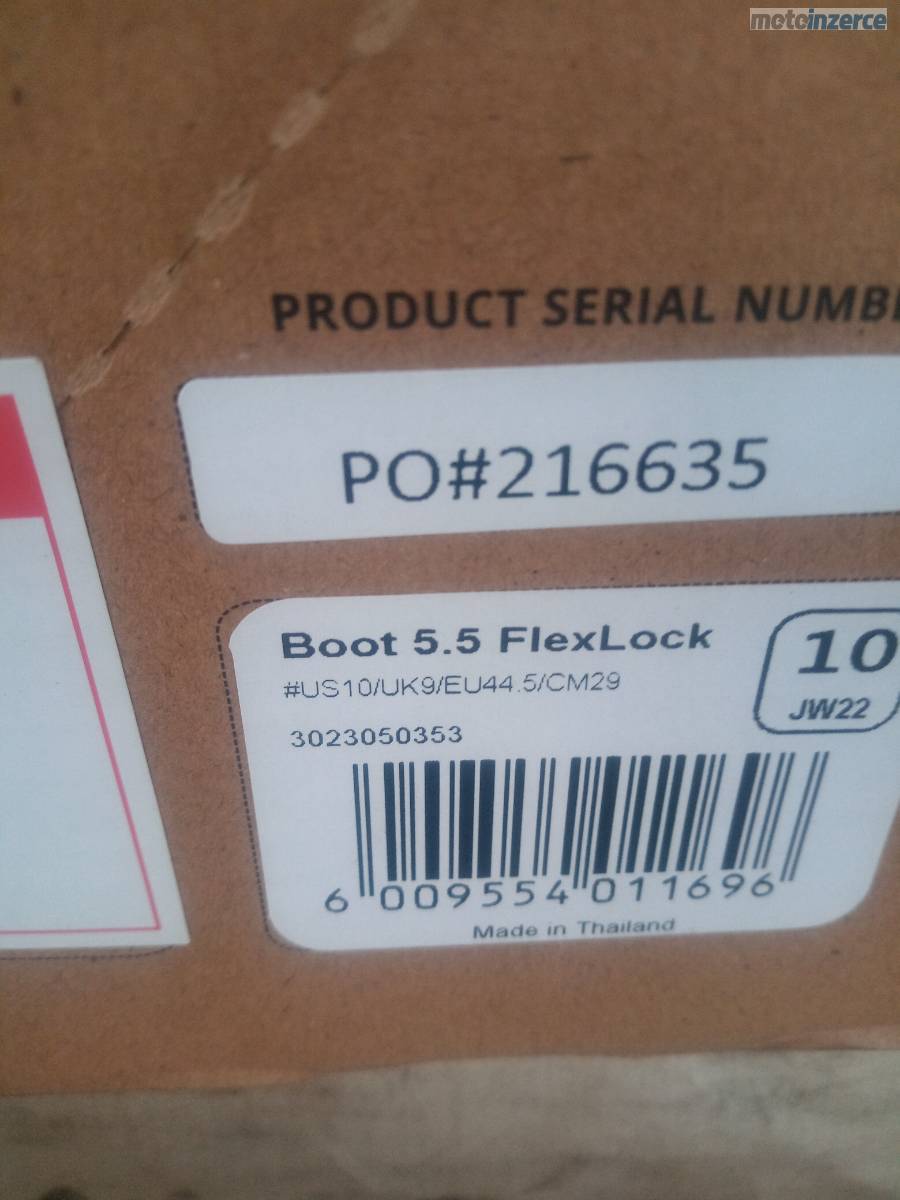 motoinzerce
PRODUCT SERIAL
PO#216635
Boot 5.5 FlexLock
#US10/UK9/EU44.5/CM29
10
JW22
3023050353
6 009554 011696
Made in Thailand